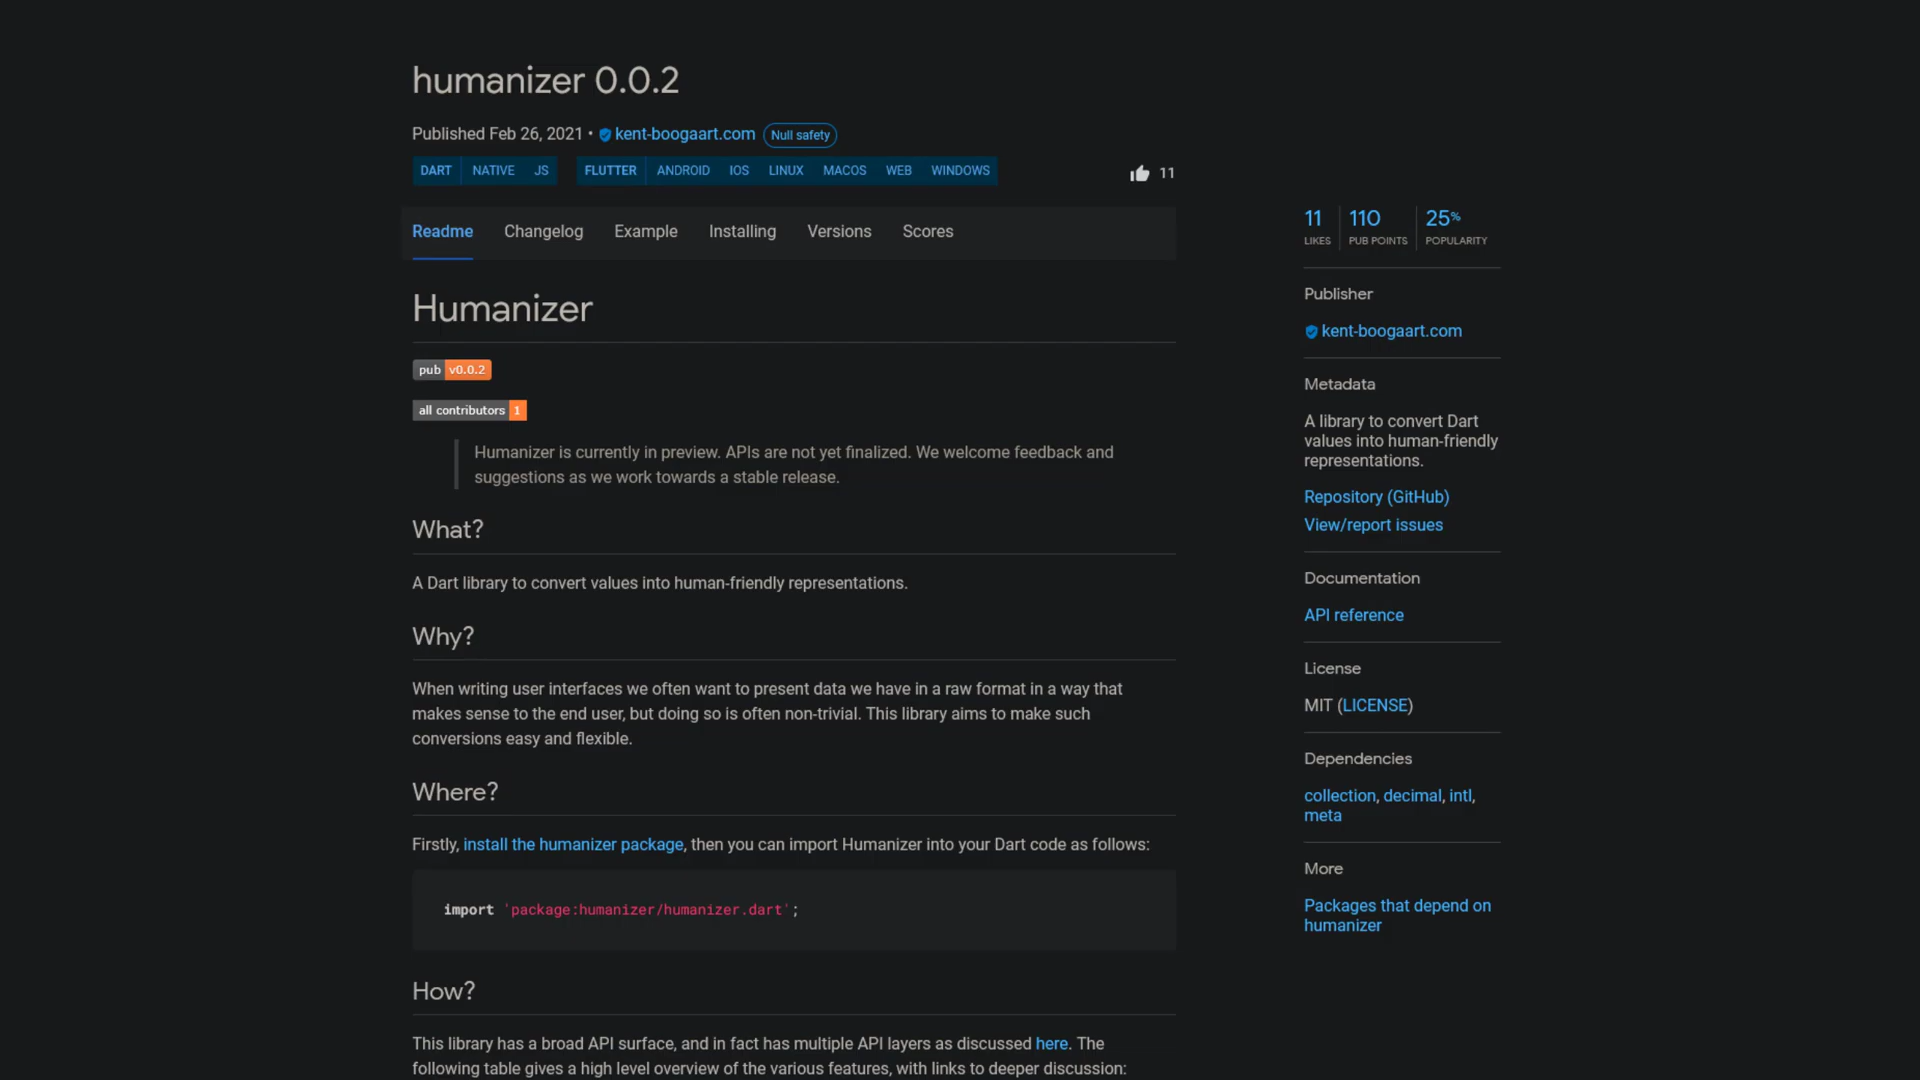 humanizer 0.0.2
Published Feb 26, 2021 • kent-boogaart.com Null safety
DART NATIVE JS FLUTTER ANDROID IOS LINUX MACOS WEB WINDOWS
11
Readme Changelog Example Installing Versions Scores
Humanizer
pub v0.0.2
all contributors 1
Humanizer is currently in preview. APIs are not yet finalized. We welcome feedback and
suggestions as we work towards a stable release.
What?
A Dart library to convert values into human-friendly representations.
Why?
When writing user interfaces we often want to present data we have in a raw format in a way that
makes sense to the end user, but doing so is often non-trivial. This library aims to make such
conversions easy and flexible.
Where?
Firstly, install the humanizer package, then you can import Humanizer into your Dart code as follows:
import 'package:humanizer/humanizer.dart';
How?
This library has a broad API surface, and in fact has multiple API layers as discussed here. The
following table gives a high level overview of the various features, with links to deeper discussion:
11 110 25%
LIKES PUB POINTS POPULARITY
Publisher
kent-boogaart.com
Metadata
A library to convert Dart
values into human-friendly
representations.
Repository (GitHub)
View/report issues
Documentation
API reference
License
MIT (LICENSE)
Dependencies
collection, decimal, intl,
meta
More
Packages that depend on
humanizer